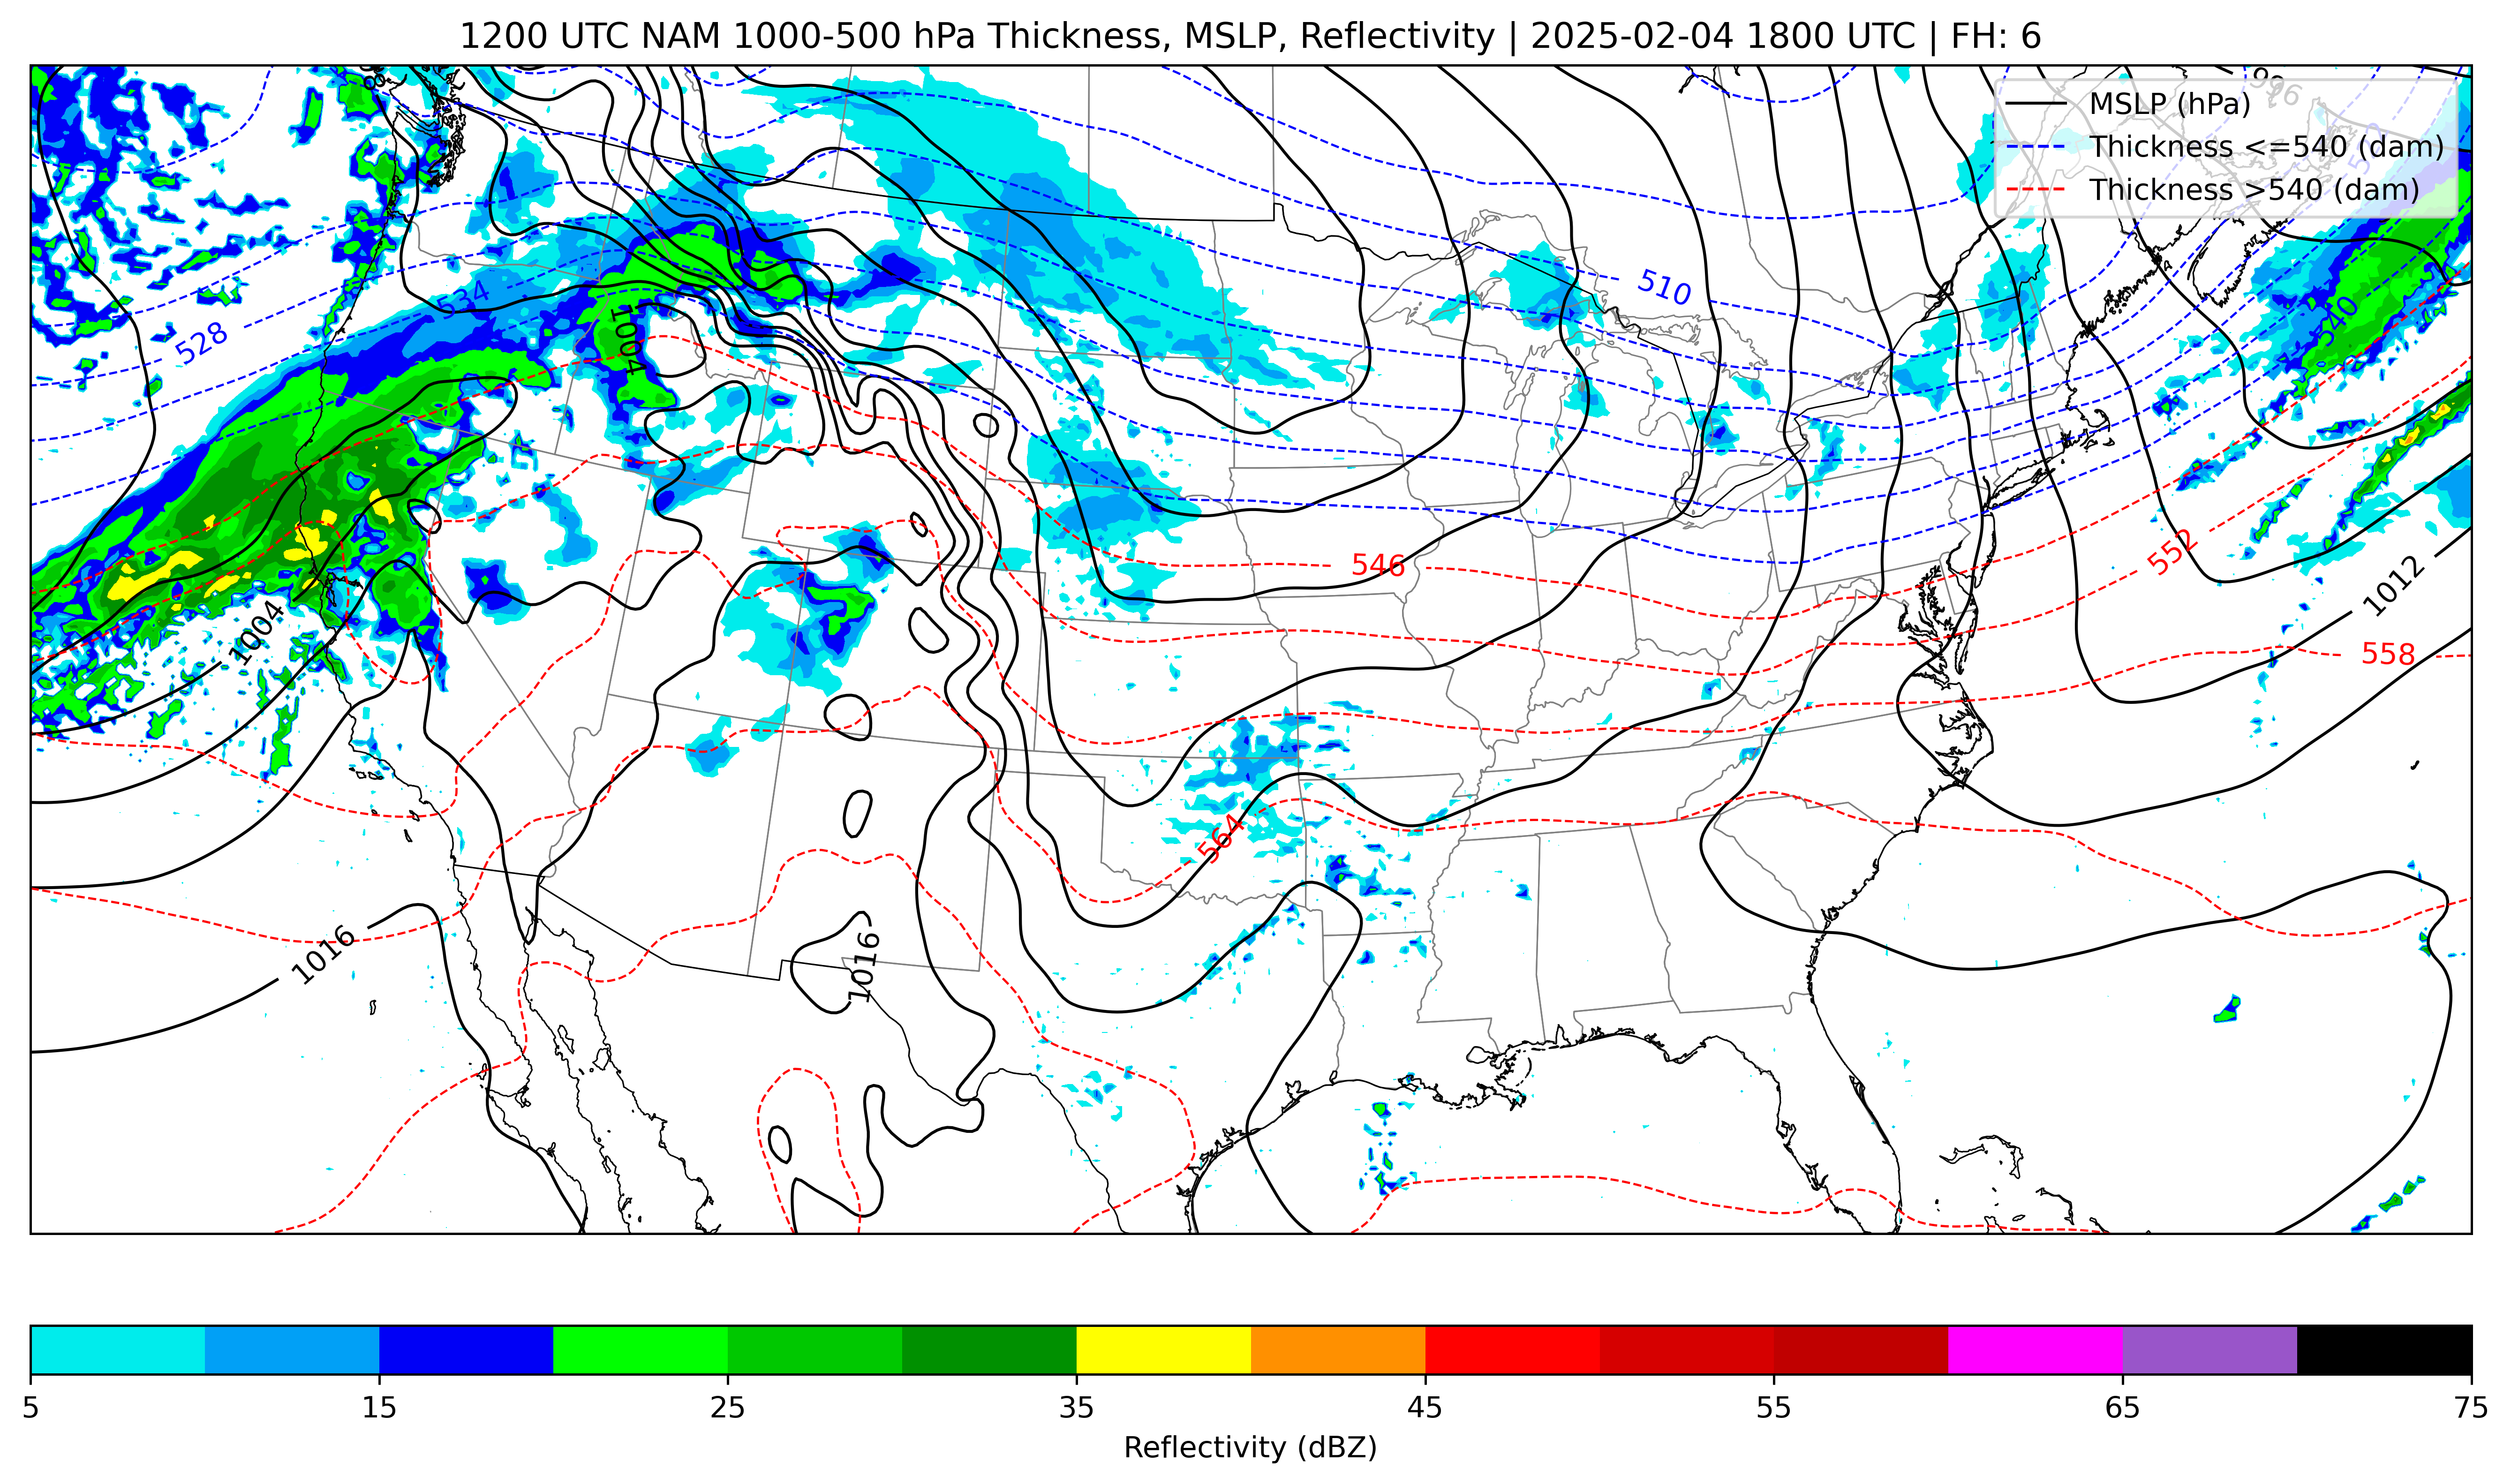 1200 UTC NAM 1000-500 hPa Thickness, MSLP, Reflectivity | 2025-02-04 1800 UTC | FH: 6
996
MSLP (hPa)
Thickness <=540 (dam)
Thickness >540 (dam)
510
534
540
528
1004
546
552
1012
1004
558
564
1016
1016
5 15 25 35 45 55 65 75
Reflectivity (dBZ)